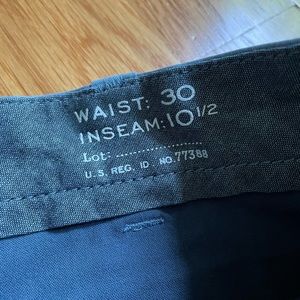 WAIST: 30
INSEAM: 10 1/2
Lot: ........................
U.S. REG. ID. NO. 77388